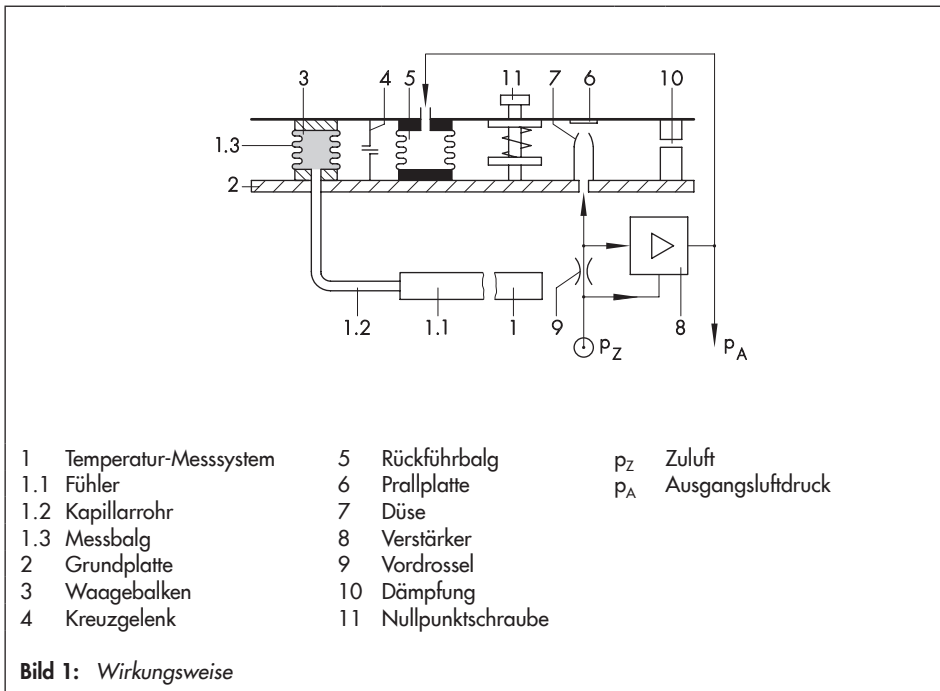 3 4 5 11 7 6 10
1.3
2
1.2 1.1 1 9 pZ 8 pA
1 Temperatur-Messsystem
1.1 Fühler
1.2 Kapillarrohr
1.3 Messbalg
2 Grundplatte
3 Waagebalken
4 Kreuzgelenk
5 Rückführbalg
6 Prallplatte
7 Düse
8 Verstärker
9 Vordrossel
10 Dämpfung
11 Nullpunktschraube
pZ Zuluft
pA Ausgangsluftdruck
Bild 1: Wirkungsweise